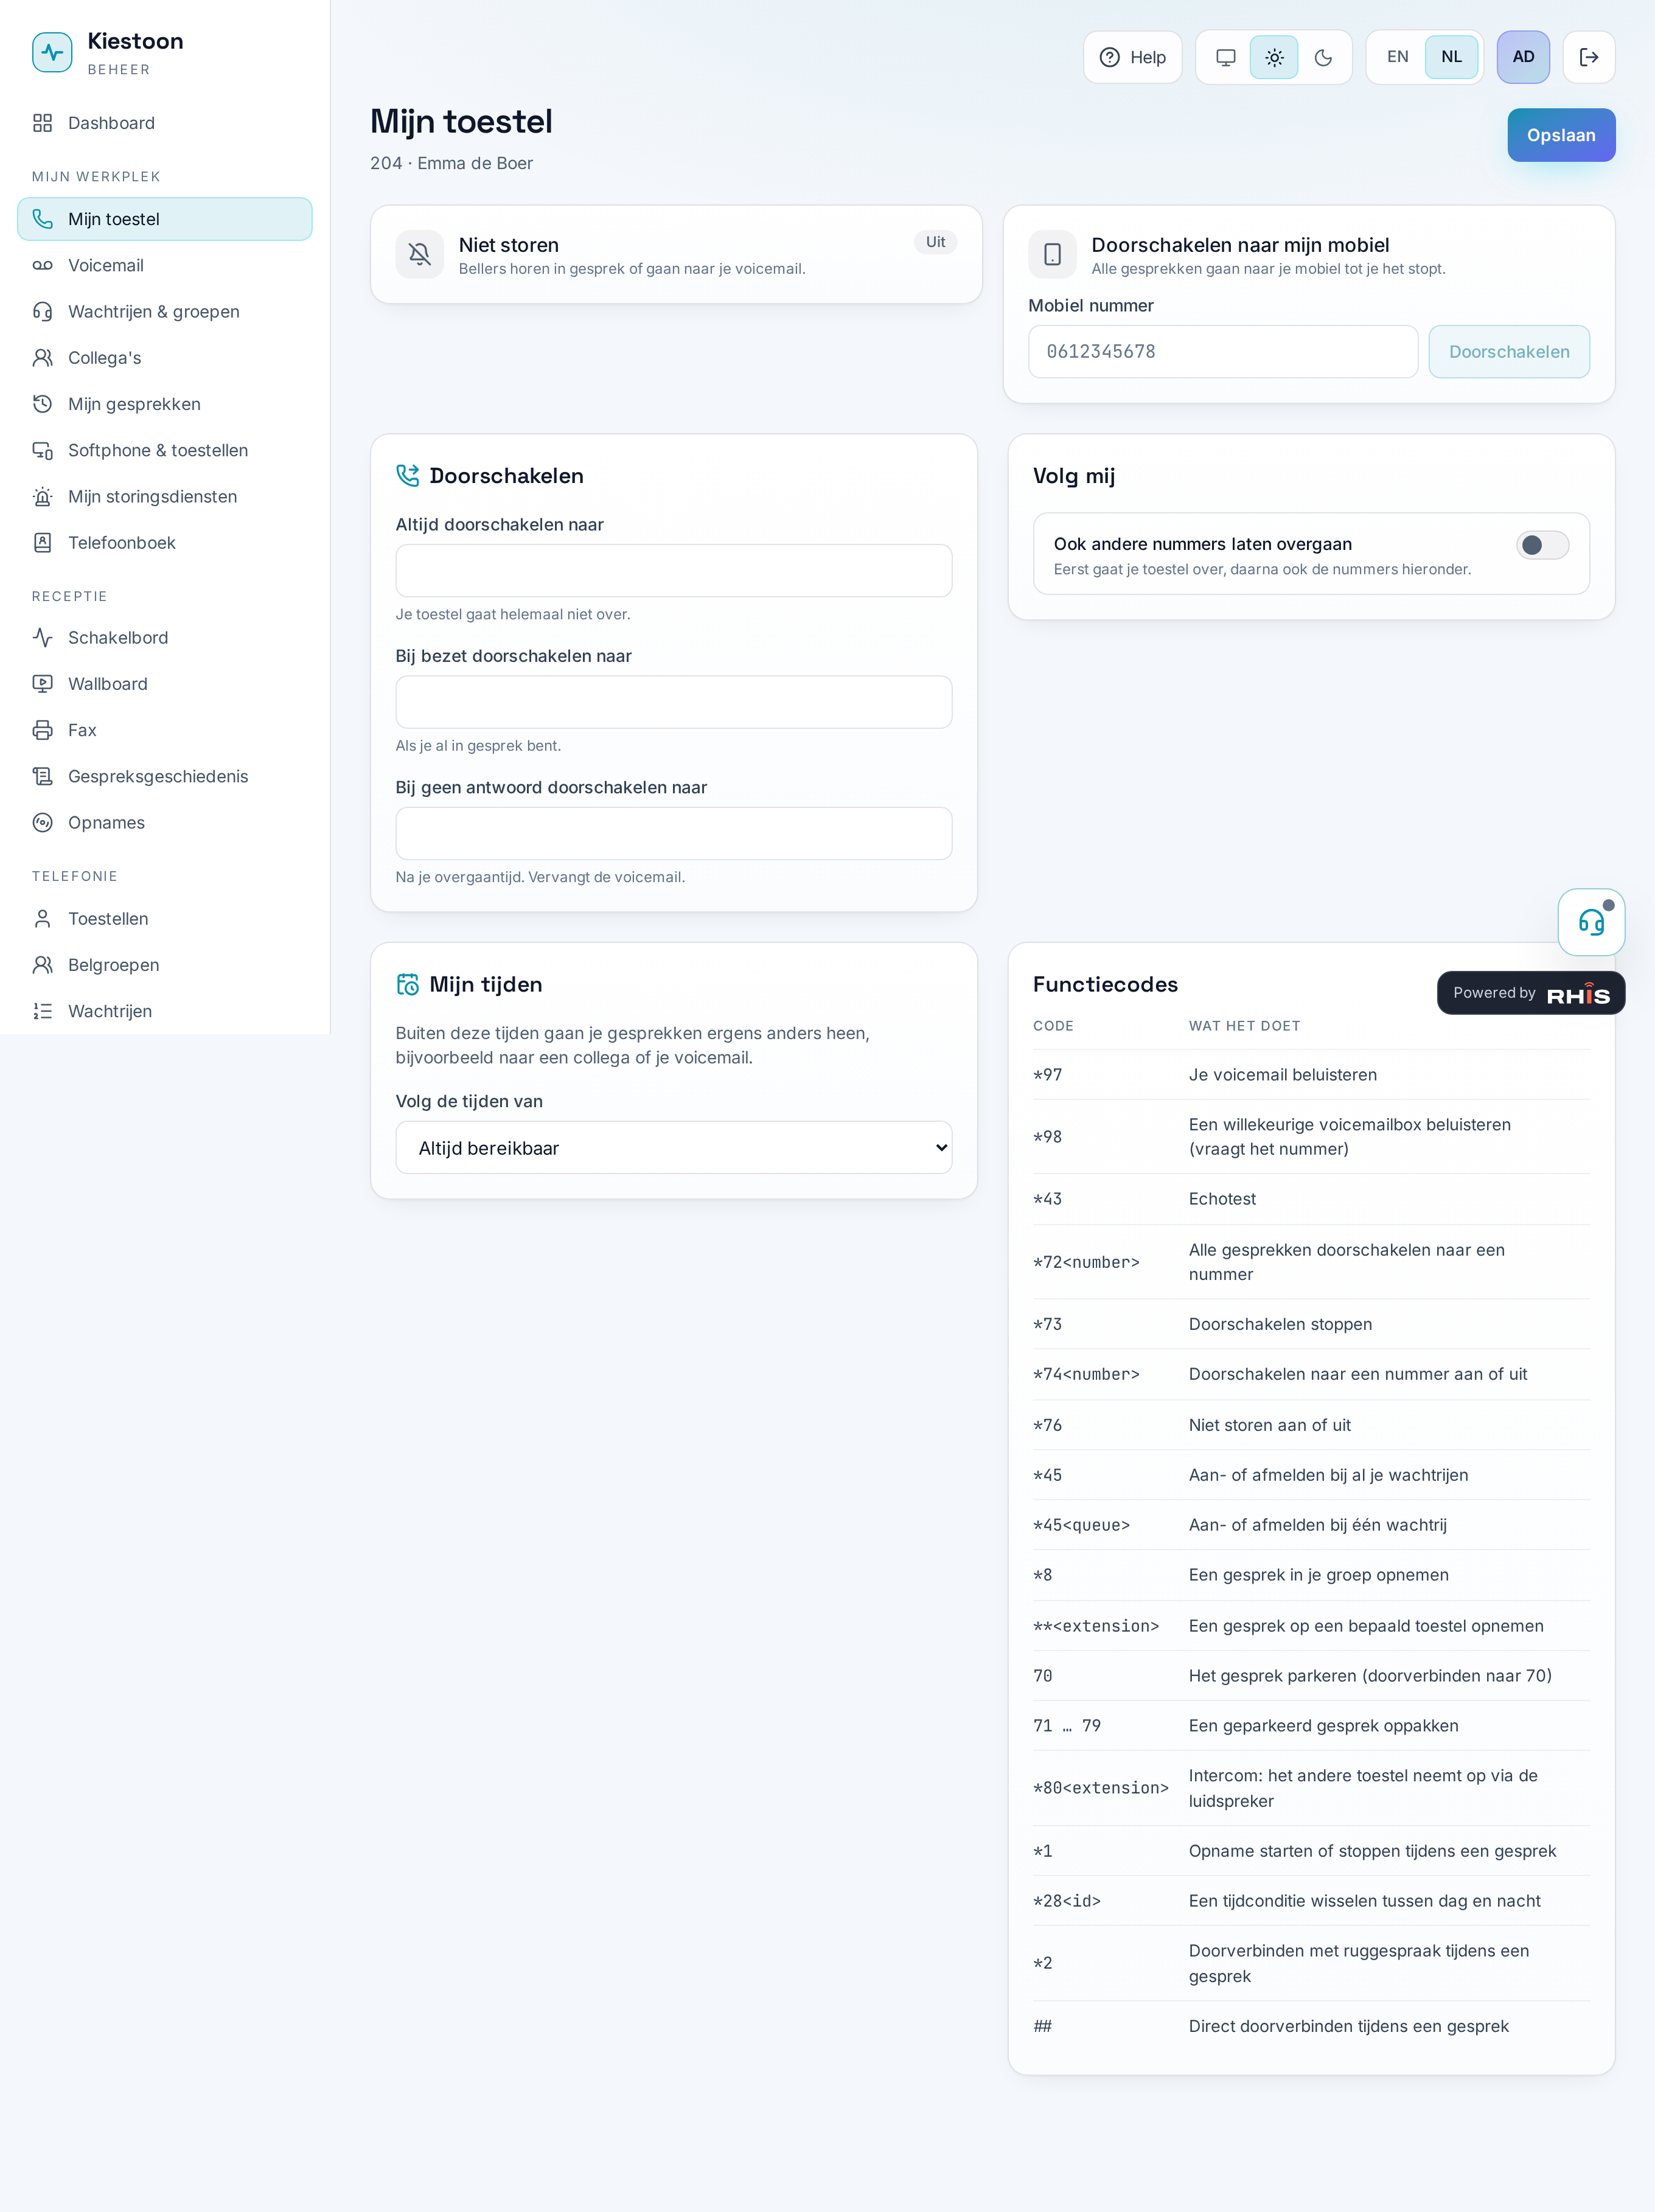 Kiestoon
BEHEER
Dashboard
MIJN WERKPLEK
Mijn toestel
Voicemail
Wachtrijen & groepen
Collega's
Mijn gesprekken
Softphone & toestellen
Mijn storingsdiensten
Telefoonboek
RECEPTIE
Schakelbord
Wallboard
Fax
Gespreksgeschiedenis
Opnames
TELEFONIE
Toestellen
Belgroepen
Wachtrijen
Help
EN NL
AD
Mijn toestel
204 · Emma de Boer
Opslaan
Niet storen
Uit
Bellers horen in gesprek of gaan naar je voicemail.
Doorschakelen naar mijn mobiel
Alle gesprekken gaan naar je mobiel tot je het stopt.
Mobiel nummer
0612345678
Doorschakelen
Doorschakelen
Altijd doorschakelen naar
Je toestel gaat helemaal niet over.
Bij bezet doorschakelen naar
Als je al in gesprek bent.
Bij geen antwoord doorschakelen naar
Na je overgaantijd. Vervangt de voicemail.
Volg mij
Ook andere nummers laten overgaan
Eerst gaat je toestel over, daarna ook de nummers hieronder.
Mijn tijden
Buiten deze tijden gaan je gesprekken ergens anders heen,
bijvoorbeeld naar een collega of je voicemail.
Volg de tijden van
Altijd bereikbaar
Functiecodes
Powered by RHIS
CODE WAT HET DOET
*97 Je voicemail beluisteren
*98 Een willekeurige voicemailbox beluisteren
(vraagt het nummer)
*43 Echotest
*72<number> Alle gesprekken doorschakelen naar een
nummer
*73 Doorschakelen stoppen
*74<number> Doorschakelen naar een nummer aan of uit
*76 Niet storen aan of uit
*45 Aan- of afmelden bij al je wachtrijen
*45<queue> Aan- of afmelden bij één wachtrij
*8 Een gesprek in je groep opnemen
**<extension> Een gesprek op een bepaald toestel opnemen
70 Het gesprek parkeren (doorverbinden naar 70)
71 … 79 Een geparkeerd gesprek oppakken
*80<extension> Intercom: het andere toestel neemt op via de
luidspreker
*1 Opname starten of stoppen tijdens een gesprek
*28<id> Een tijdconditie wisselen tussen dag en nacht
*2 Doorverbinden met ruggespraak tijdens een
gesprek
## Direct doorverbinden tijdens een gesprek